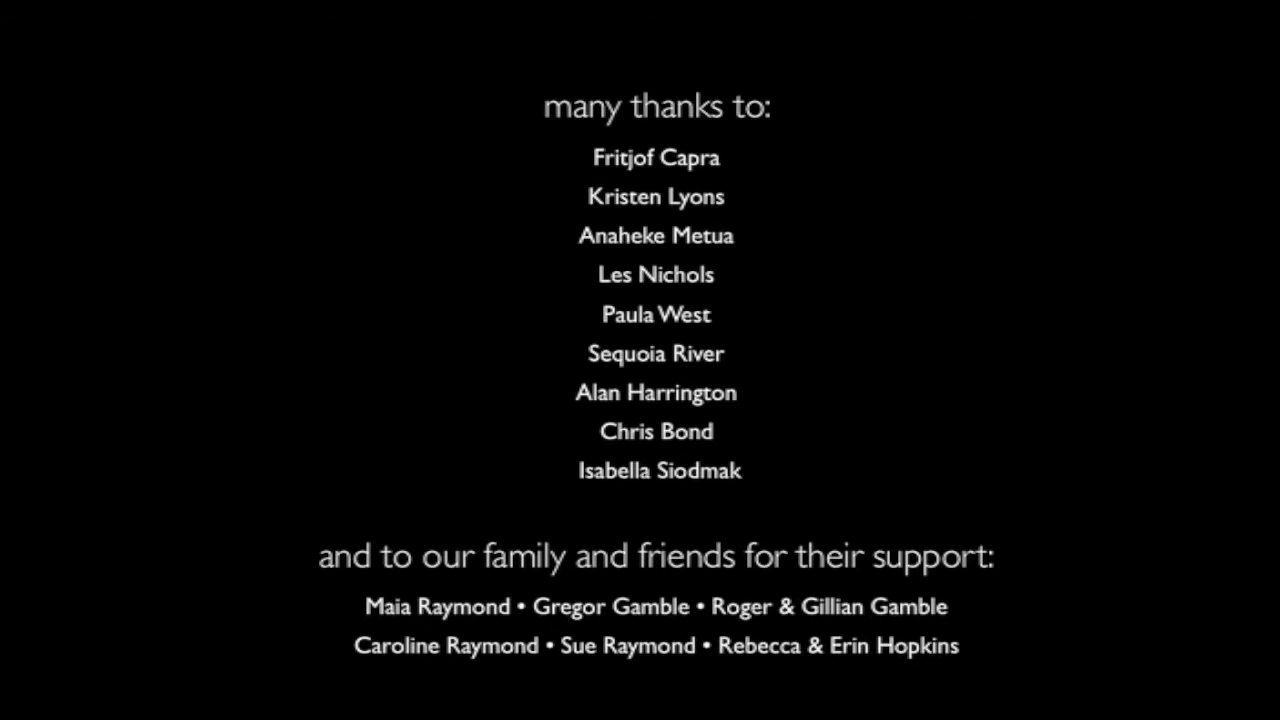 many thanks to:
Fritjof Capra
Kristen Lyons
Anaheke Metua
Les Nichols
Paula West
Sequoia River
Alan Harrington
Chris Bond
Isabella Siodmak
and to our family and friends for their support:
Maia Raymond • Gregor Gamble • Roger & Gillian Gamble
Caroline Raymond • Sue Raymond • Rebecca & Erin Hopkins